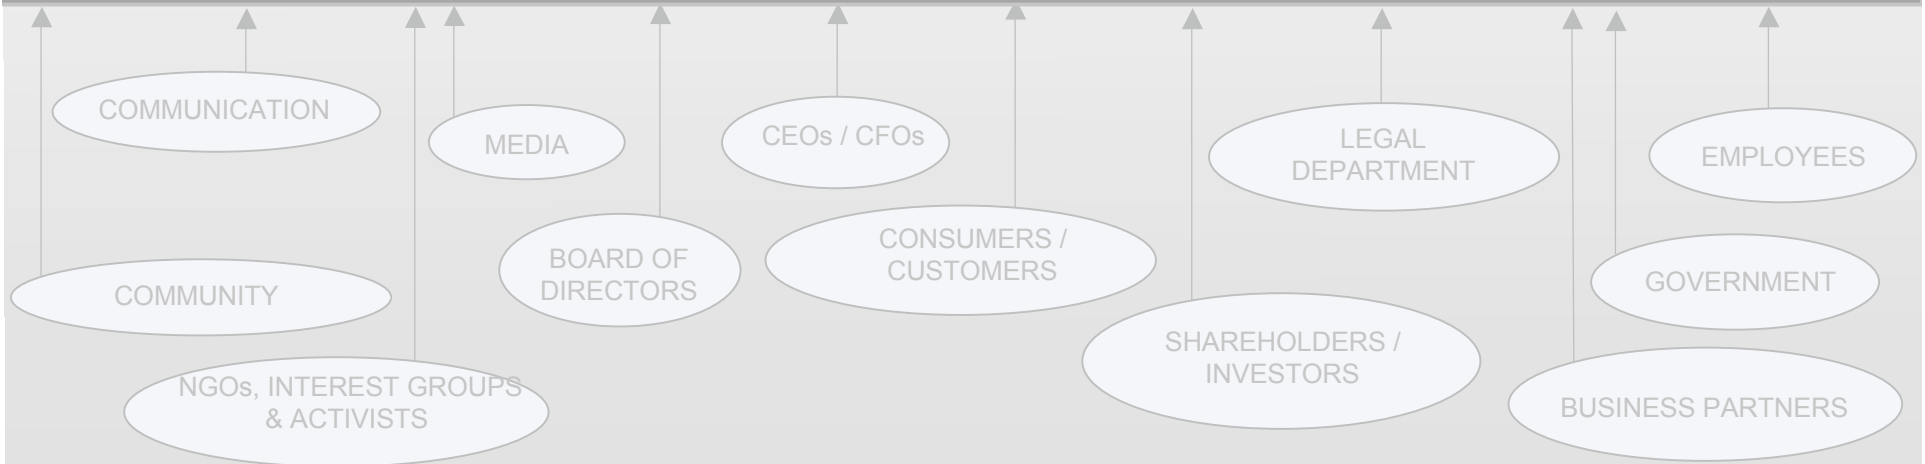 COMMUNICATION
MEDIA
CEOs / CFOs
LEGAL
DEPARTMENT
EMPLOYEES
COMMUNITY
BOARD OF
DIRECTORS
CONSUMERS /
CUSTOMERS
GOVERNMENT
NGOs, INTEREST GROUPS
& ACTIVISTS
SHAREHOLDERS /
INVESTORS
BUSINESS PARTNERS